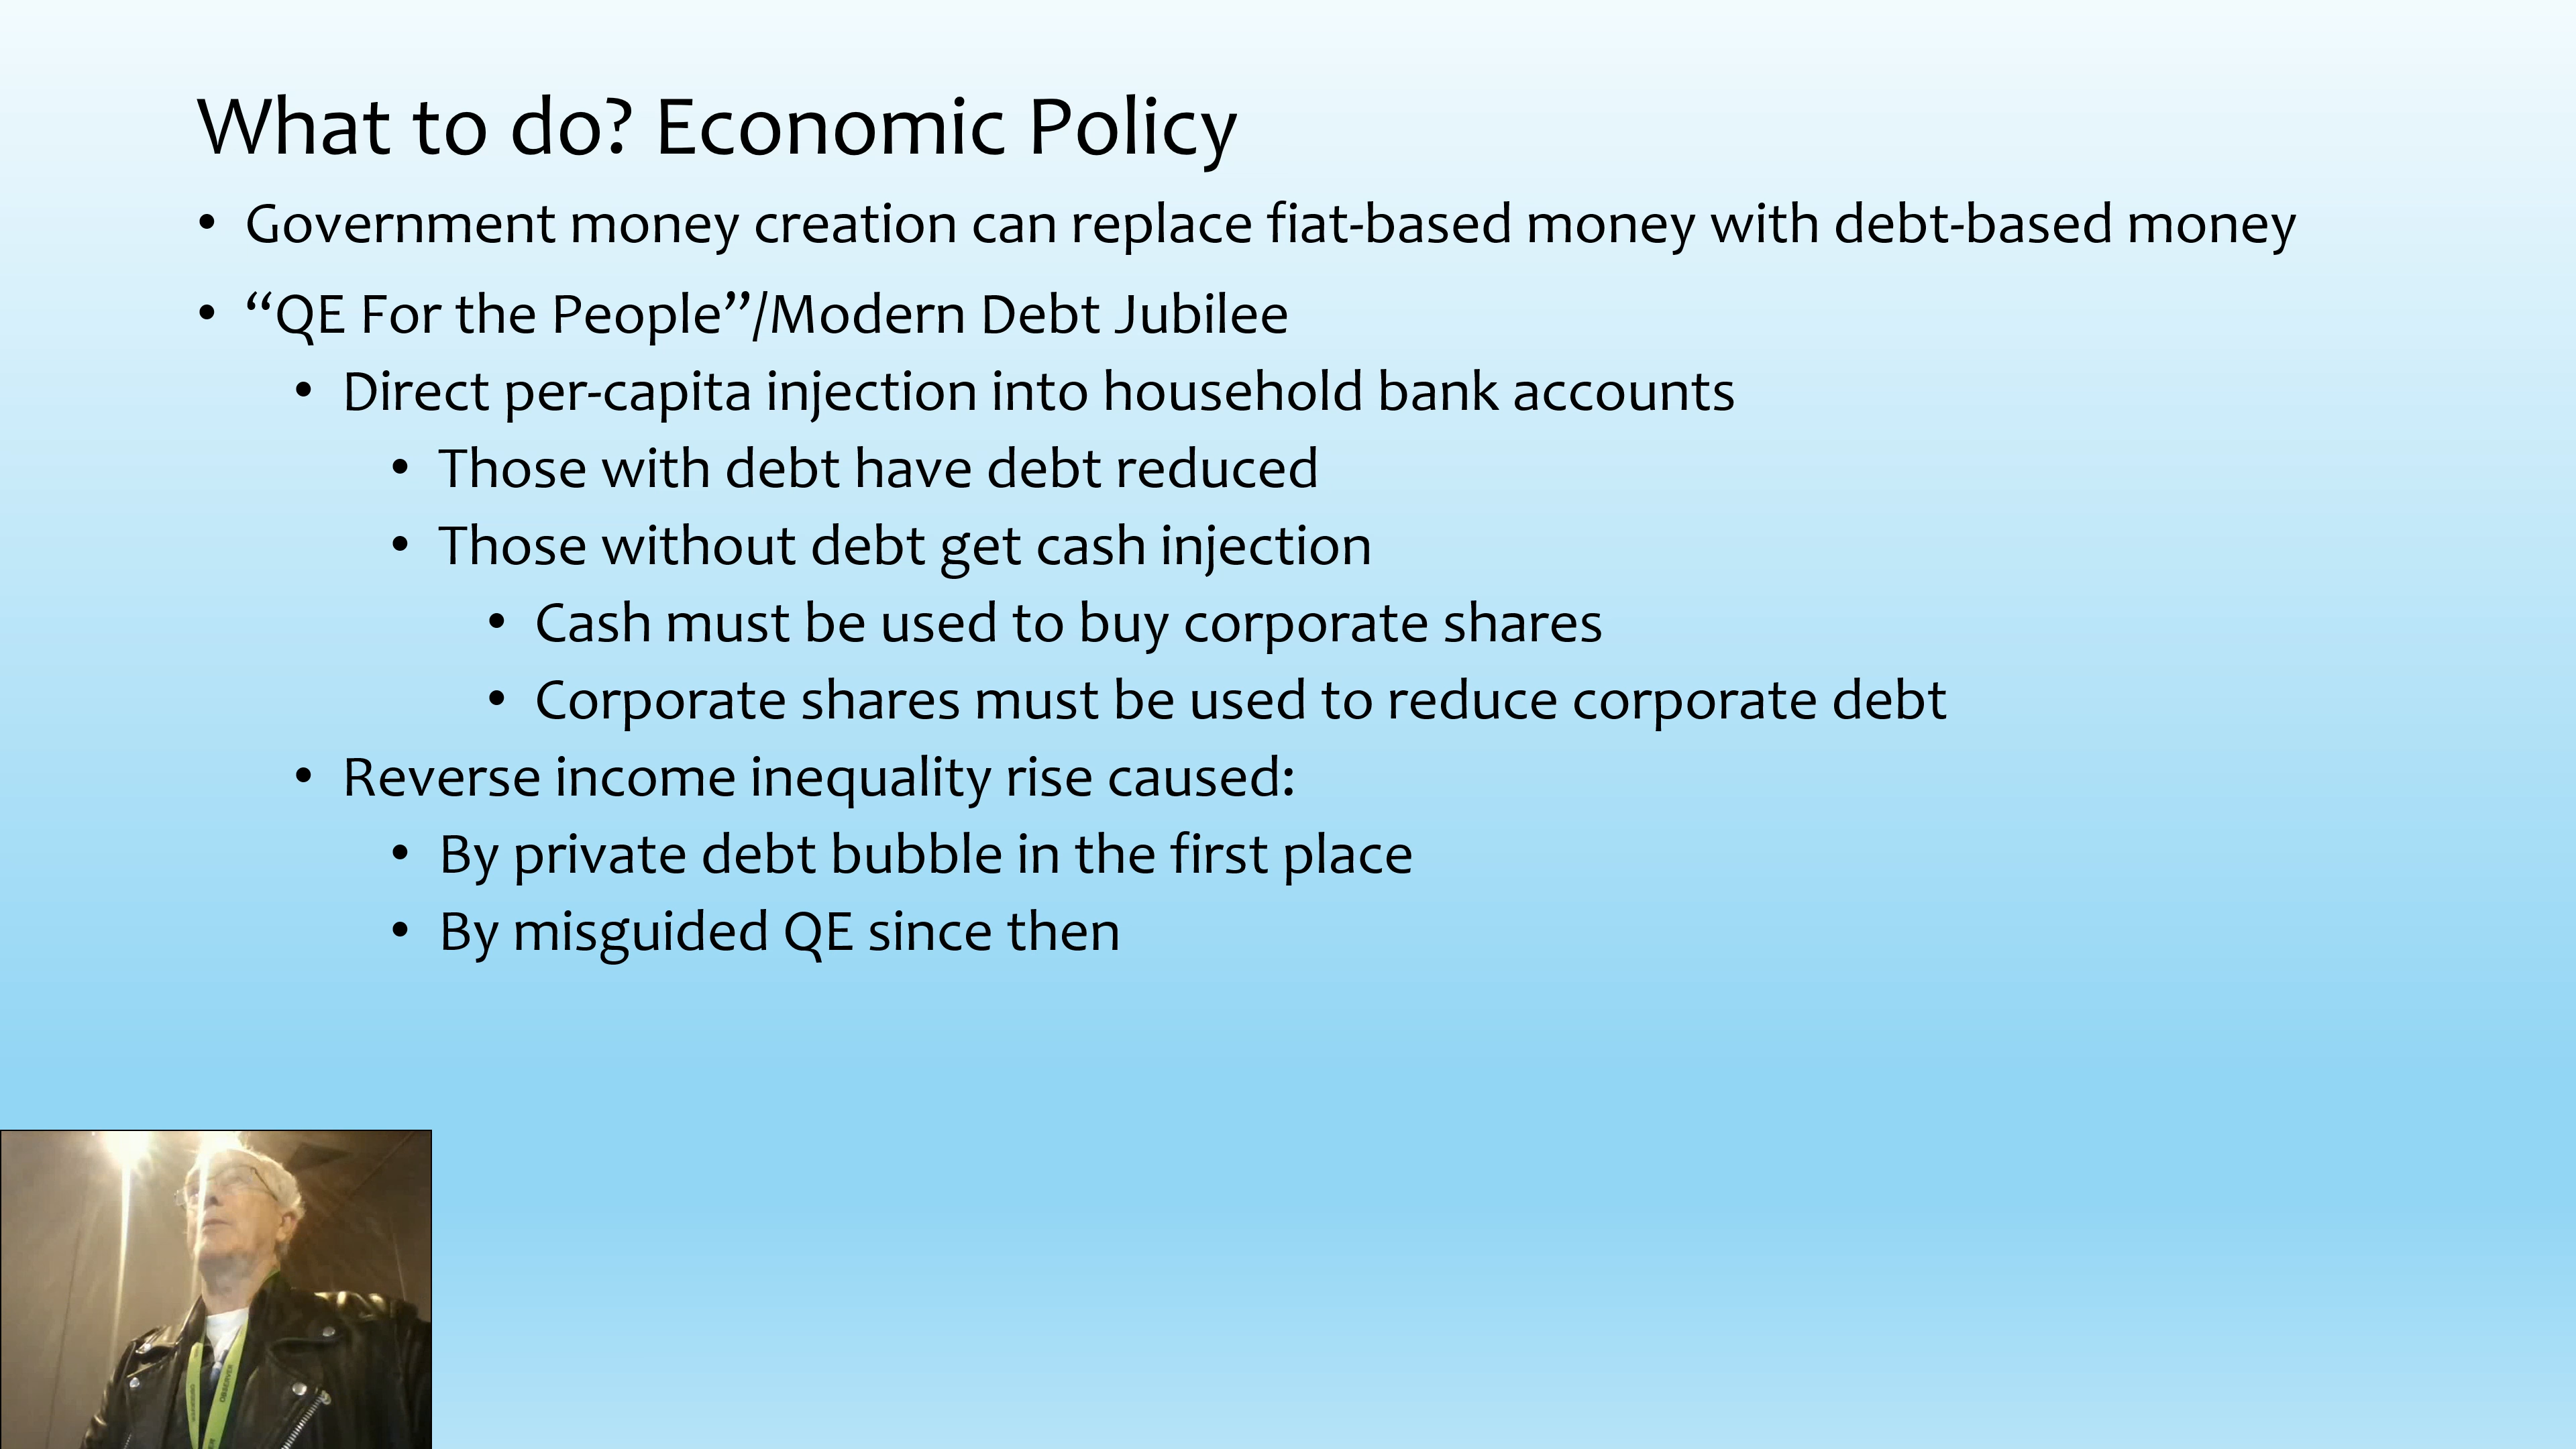 What to do? Economic Policy
• Government money creation can replace fiat-based money with debt-based money
• “QE For the People”/Modern Debt Jubilee
• Direct per-capita injection into household bank accounts
• Those with debt have debt reduced
• Those without debt get cash injection
• Cash must be used to buy corporate shares
• Corporate shares must be used to reduce corporate debt
• Reverse income inequality rise caused:
• By private debt bubble in the first place
• By misguided QE since then
OBSERVER